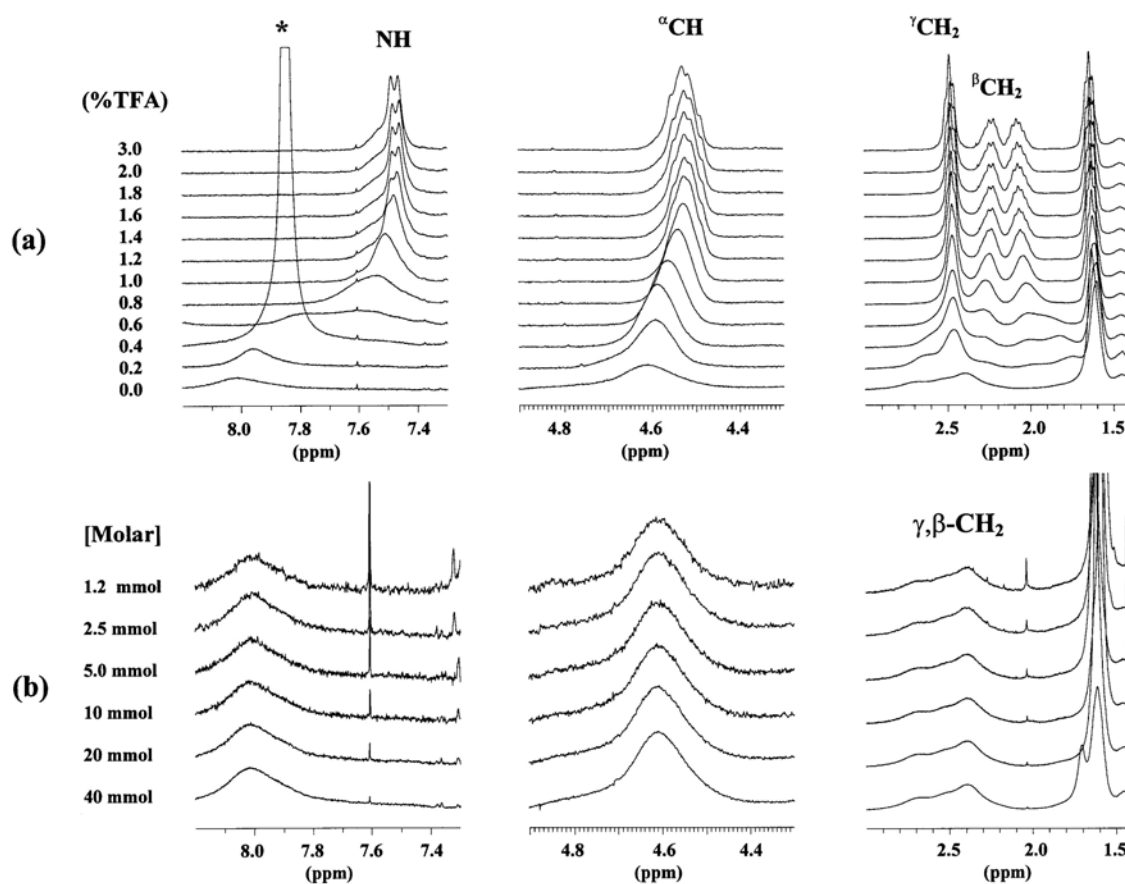 *
NH
αCH
γCH₂
βCH₂
(%TFA)
3.0
2.0
1.8
1.6
1.4
1.2
1.0
0.8
0.6
0.4
0.2
0.0
(a)
8.0 7.8 7.6 7.4
(ppm)
4.8 4.6 4.4
(ppm)
2.5 2.0 1.5
(ppm)
[Molar]
γ,β-CH₂
1.2 mmol
2.5 mmol
5.0 mmol
10 mmol
20 mmol
40 mmol
(b)
8.0 7.8 7.6 7.4
(ppm)
4.8 4.6 4.4
(ppm)
2.5 2.0 1.5
(ppm)